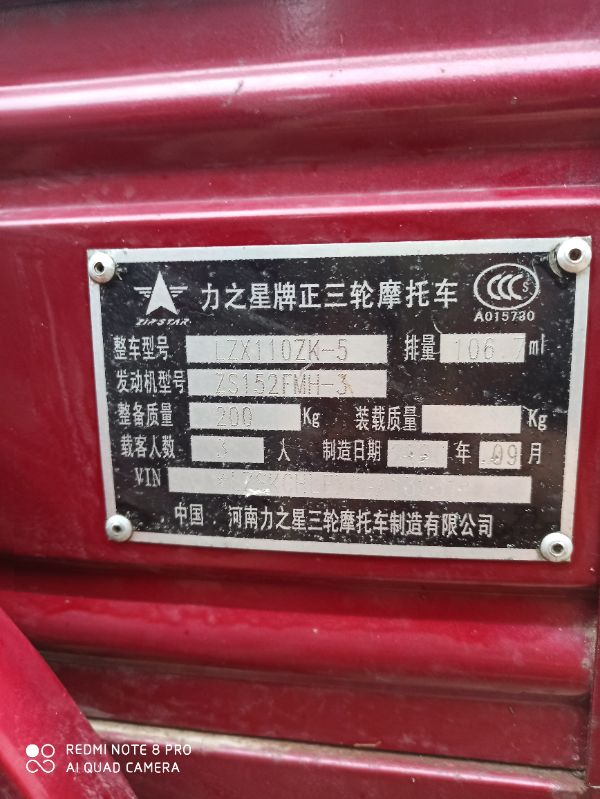 ZIPSTAR 力之星牌正三轮摩托车 CCC S
A015730
整车型号 LZX110ZK-5 排量 106.7 ml
发动机型号 ZS152FMH-3
整备质量 200 Kg 装载质量 Kg
载客人数 3 人 制造日期 年 09 月
VIN
中国 河南力之星三轮摩托车制造有限公司
REDMI NOTE 8 PRO
AI QUAD CAMERA